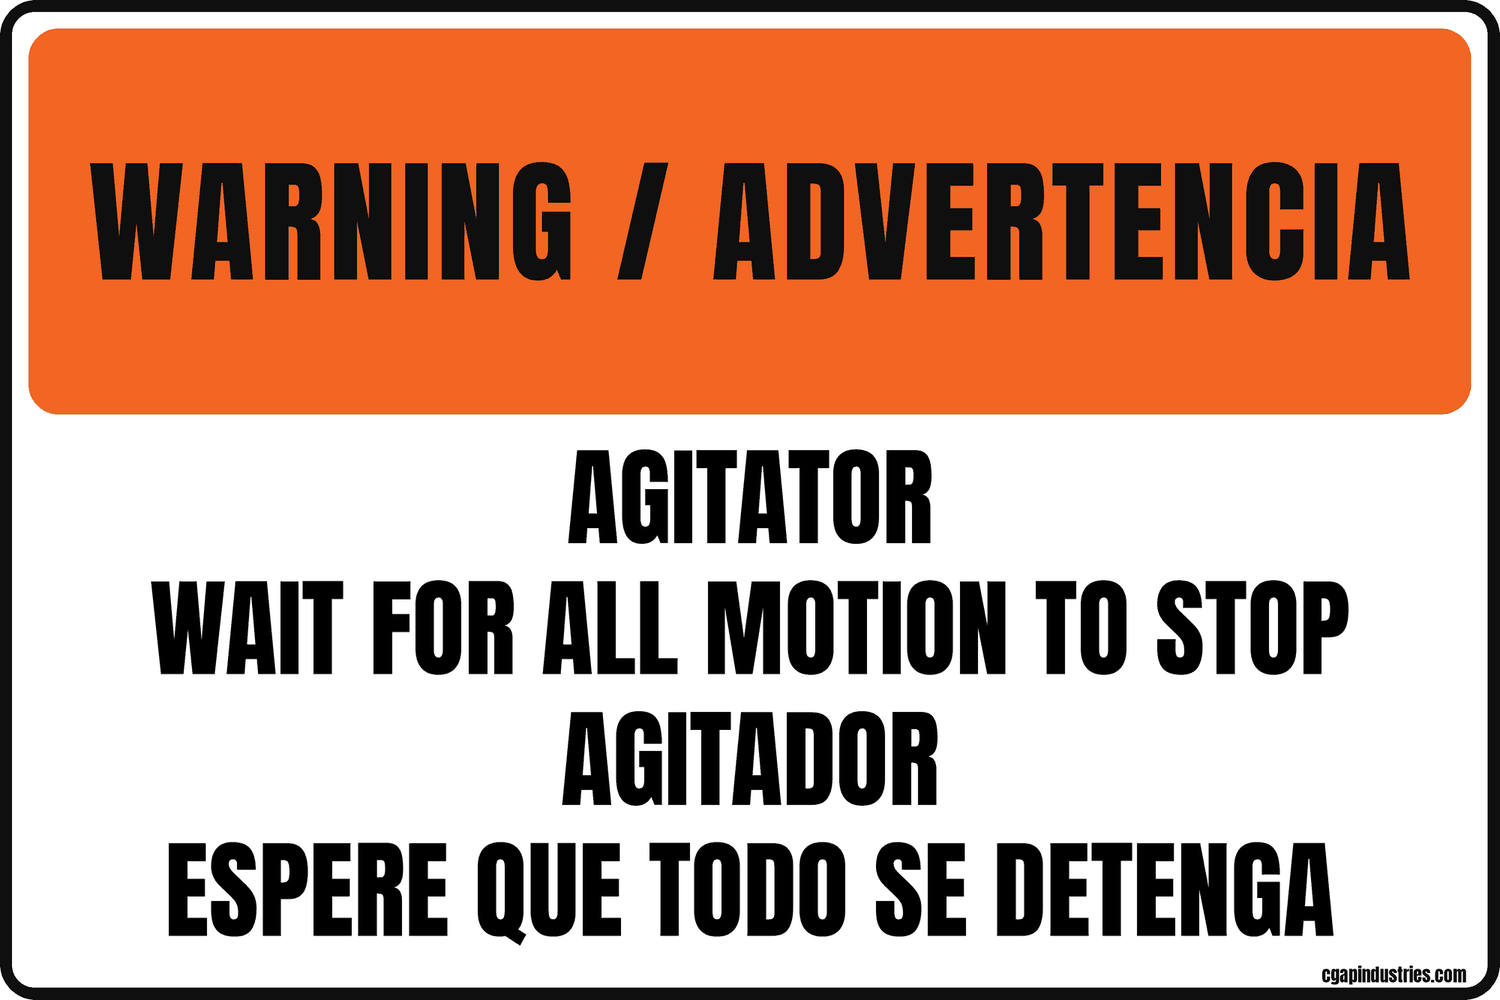 WARNING / ADVERTENCIA
AGITATOR
WAIT FOR ALL MOTION TO STOP
AGITADOR
ESPERE QUE TODO SE DETENGA
cgapindustries.com